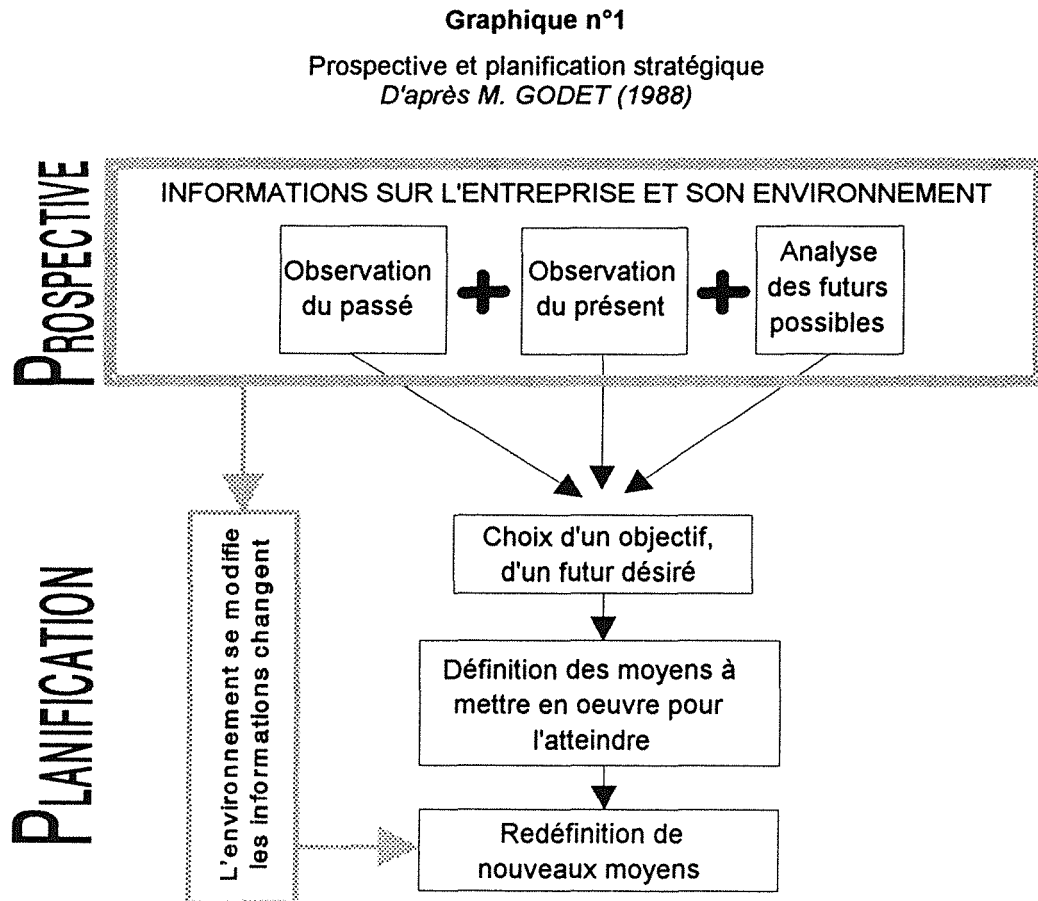 Graphique n°1
Prospective et planification stratégique
D'après M. GODET (1988)
PROSPECTIVE
INFORMATIONS SUR L'ENTREPRISE ET SON ENVIRONNEMENT
Observation
du passé
+
Observation
du présent
+
Analyse
des futurs
possibles
PLANIFICATION
L'environnement se modifie
les informations changent
Choix d'un objectif,
d'un futur désiré
Définition des moyens à
mettre en oeuvre pour
l'atteindre
Redéfinition de
nouveaux moyens